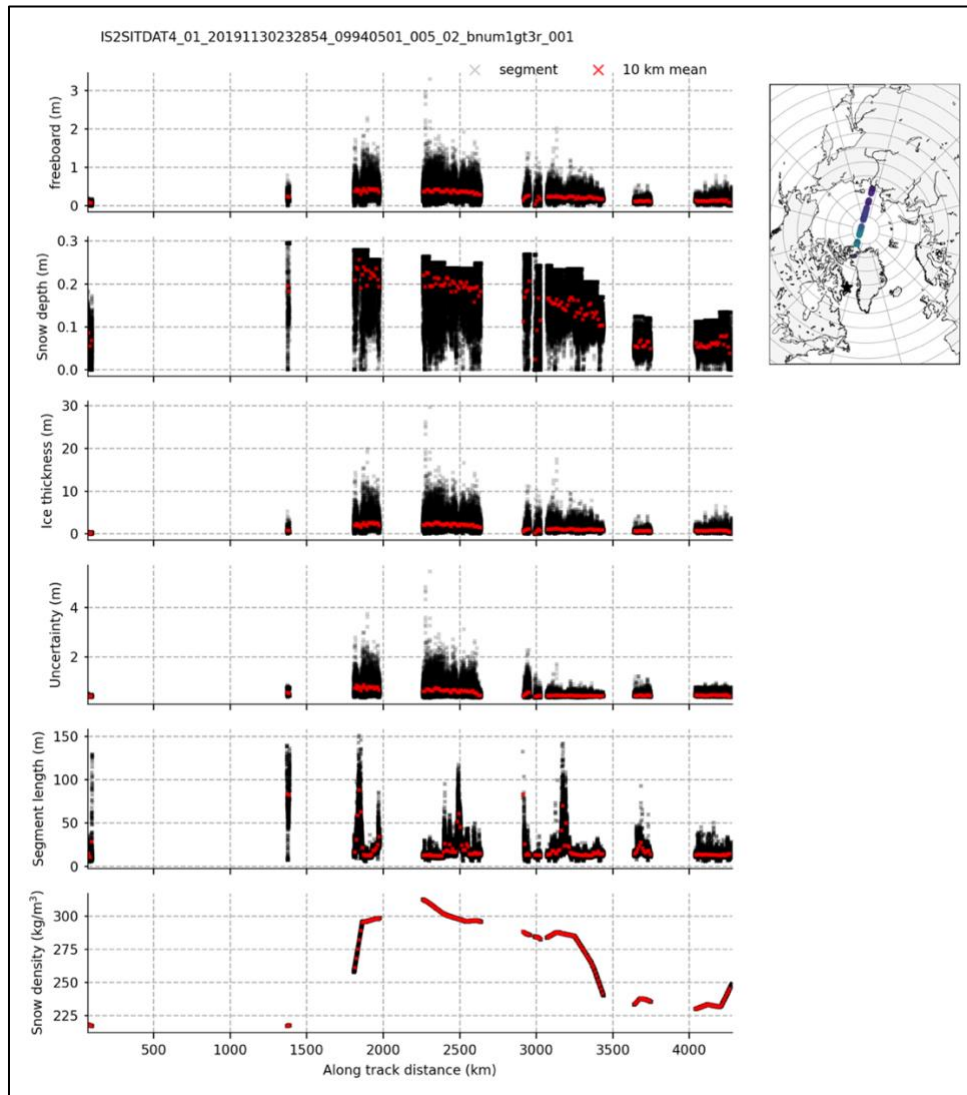 IS2SITDAT4_01_20191130232854_09940501_005_02_bnum1gt3r_001
segment 10 km mean
freeboard (m)
3
2
1
0
Snow depth (m)
0.3
0.2
0.1
0.0
Ice thickness (m)
30
20
10
0
Uncertainty (m)
4
2
Segment length (m)
150
100
50
0
Snow density (kg/m³)
300
275
250
225
500 1000 1500 2000 2500 3000 3500 4000
Along track distance (km)